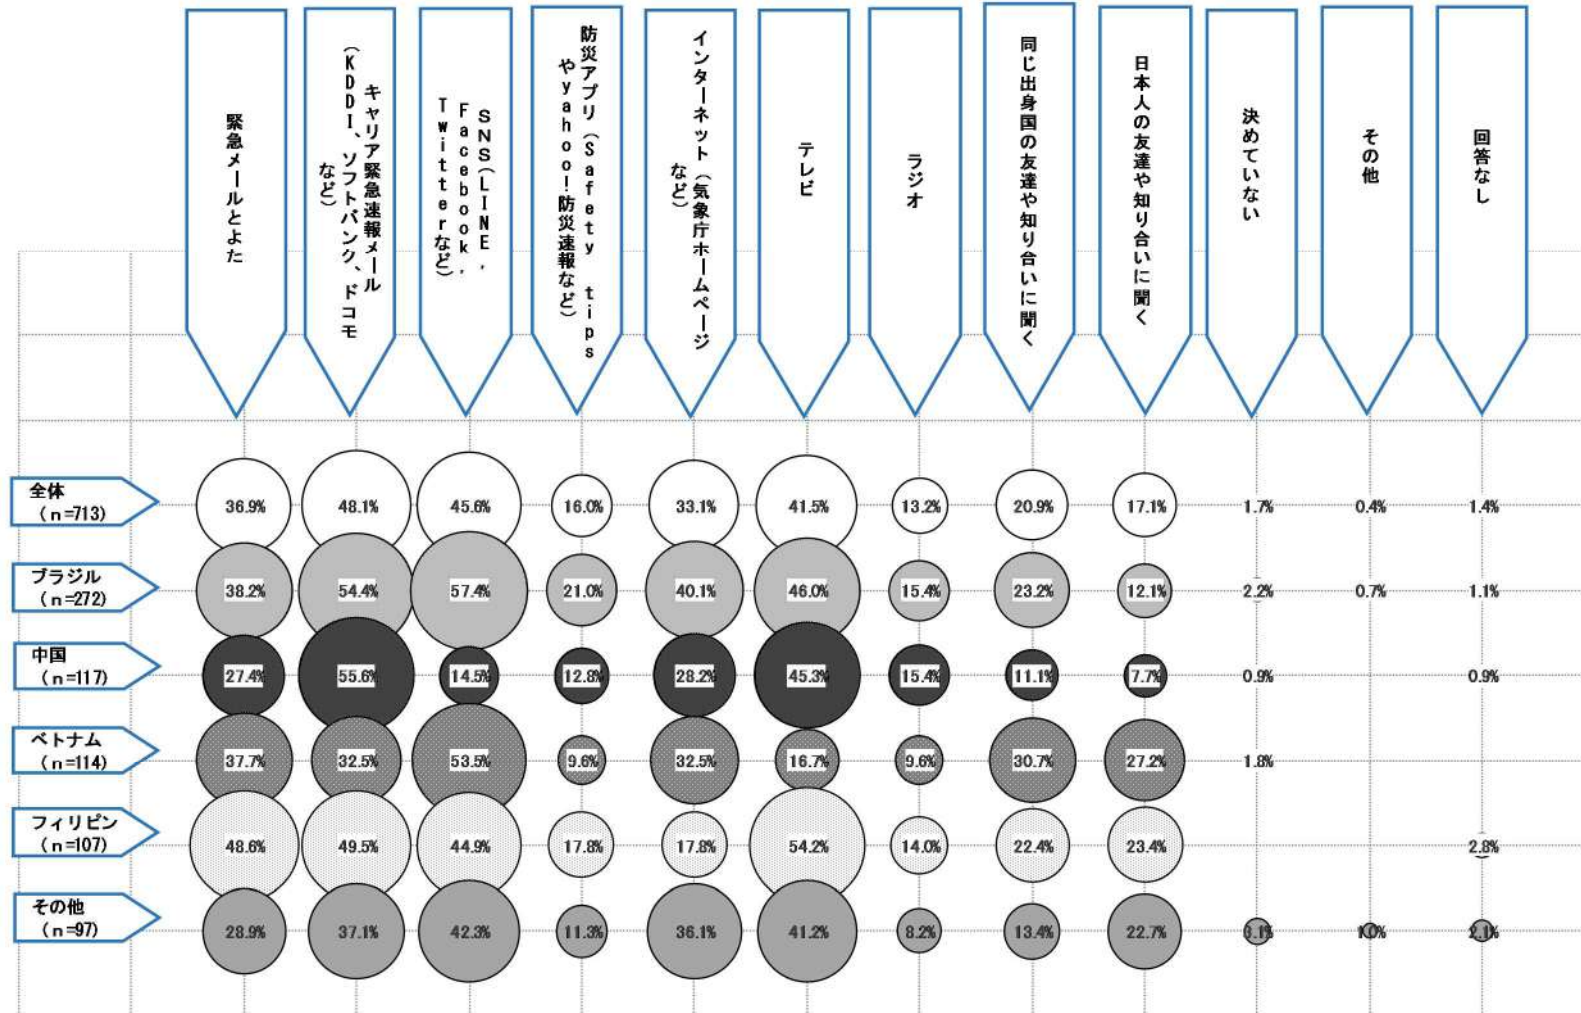 緊急メールとよた
キャリア緊急速報メール
(KDDI、ソフトバンク、ドコモ
など)
SNS(LINE,
Facebook,
Twitterなど)
防災アプリ(Safety tips
やyahoo!防災速報など)
インターネット(気象庁ホームページ
など)
テレビ
ラジオ
同じ出身国の友達や知り合いに聞く
日本人の友達や知り合いに聞く
決めていない
その他
回答なし
全体
(n=713)
36.9% 48.1% 45.6% 16.0% 33.1% 41.5% 13.2% 20.9% 17.1% 1.7% 0.4% 1.4%
ブラジル
(n=272)
38.2% 54.4% 57.4% 21.0% 40.1% 46.0% 15.4% 23.2% 12.1% 2.2% 0.7% 1.1%
中国
(n=117)
27.4% 55.6% 14.5% 12.8% 28.2% 45.3% 15.4% 11.1% 7.7% 0.9% 0.9%
ベトナム
(n=114)
37.7% 32.5% 53.5% 9.6% 32.5% 16.7% 9.6% 30.7% 27.2% 1.8%
フィリピン
(n=107)
48.6% 49.5% 44.9% 17.8% 17.8% 54.2% 14.0% 22.4% 23.4% 2.8%
その他
(n=97)
28.9% 37.1% 42.3% 11.3% 36.1% 41.2% 8.2% 13.4% 22.7% 3.1% 1.0% 2.1%